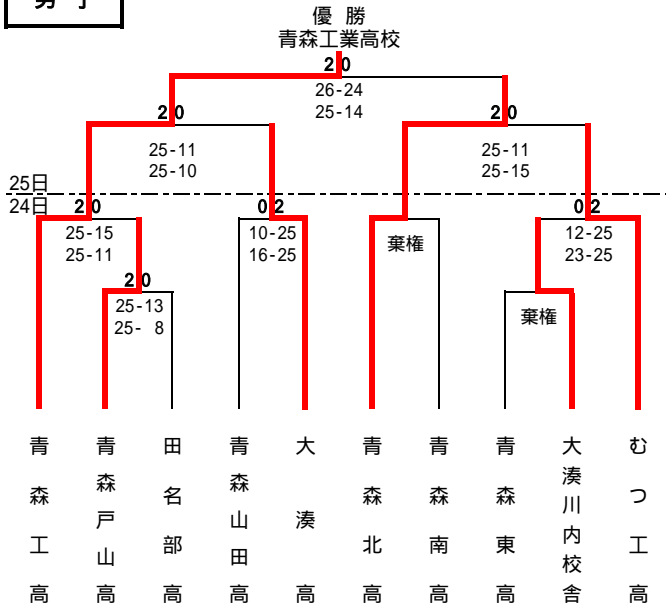 男 子
優 勝
青森工業高校
2 0
26-24
25-14
2 0
2 0
25-11
25-10
25-11
25-15
25日
24日
2 0
0 2
0 2
25-15
25-11
10-25
16-25
棄権
12-25
23-25
2 0
25-13
25- 8
棄権
青森工高
青森戸山高
田名部高
青森山田高
大湊高
青森北高
青森南高
青森東高
大湊川内校舎
むつ工高